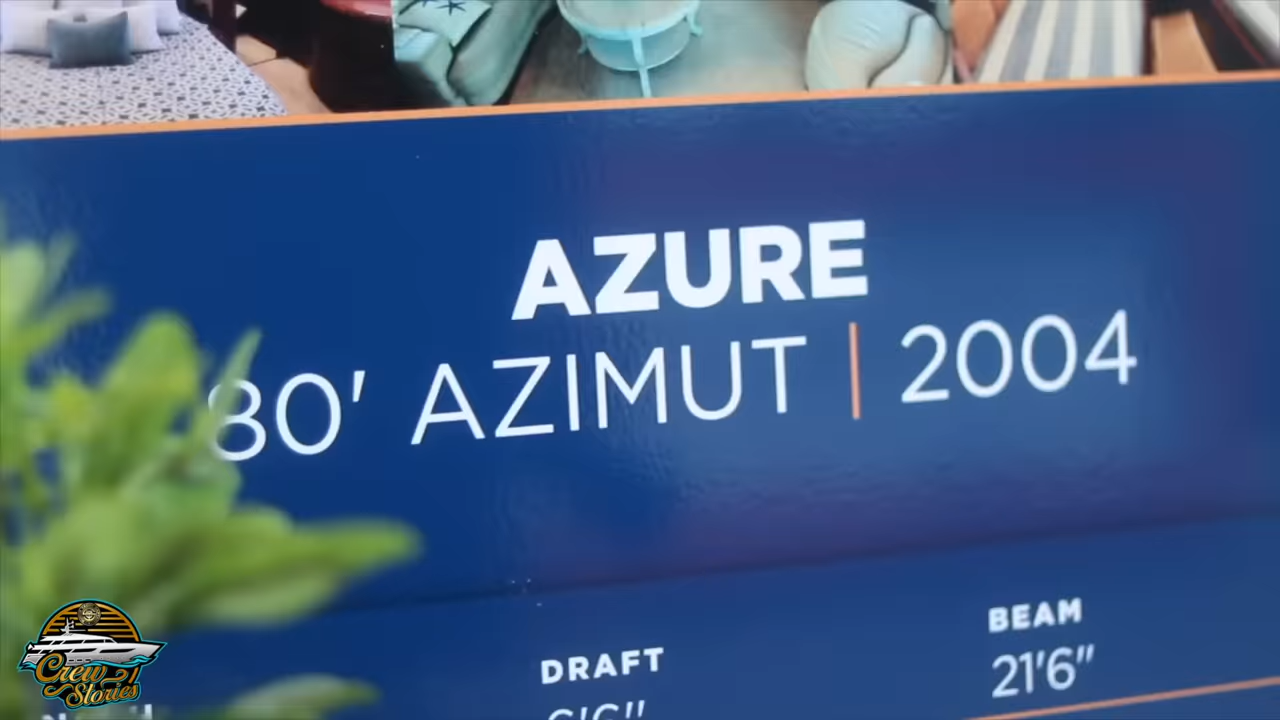 AZURE
80' AZIMUT | 2004
BEAM
21'6"
DRAFT
Crew
Stories